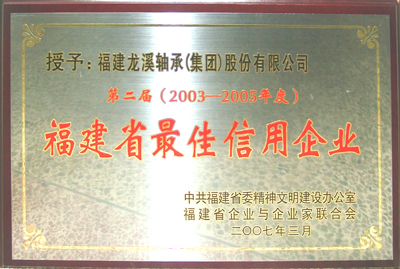 授予：福建龙溪轴承(集团)股份有限公司
第二届（2003—2005年度）
福建省最佳信用企业
中共福建省委精神文明建设办公室
福建省企业与企业家联合会
二〇〇七年三月